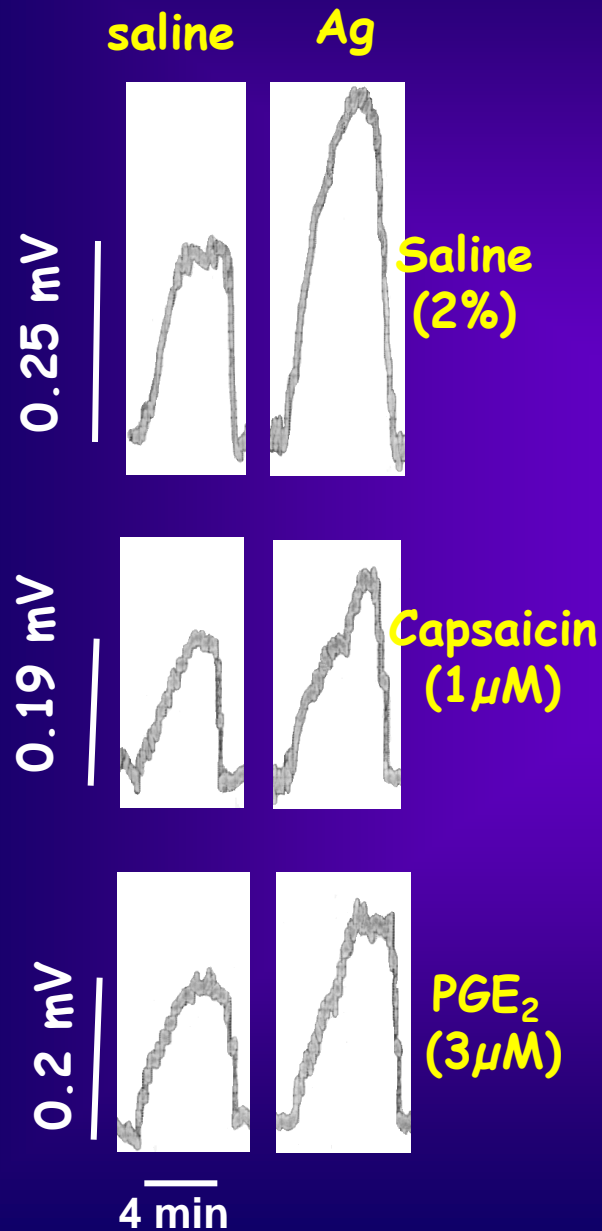 saline Ag
0.25 mV
Saline
(2%)
0.19 mV
Capsaicin
(1µM)
0.2 mV
PGE₂
(3µM)
4 min